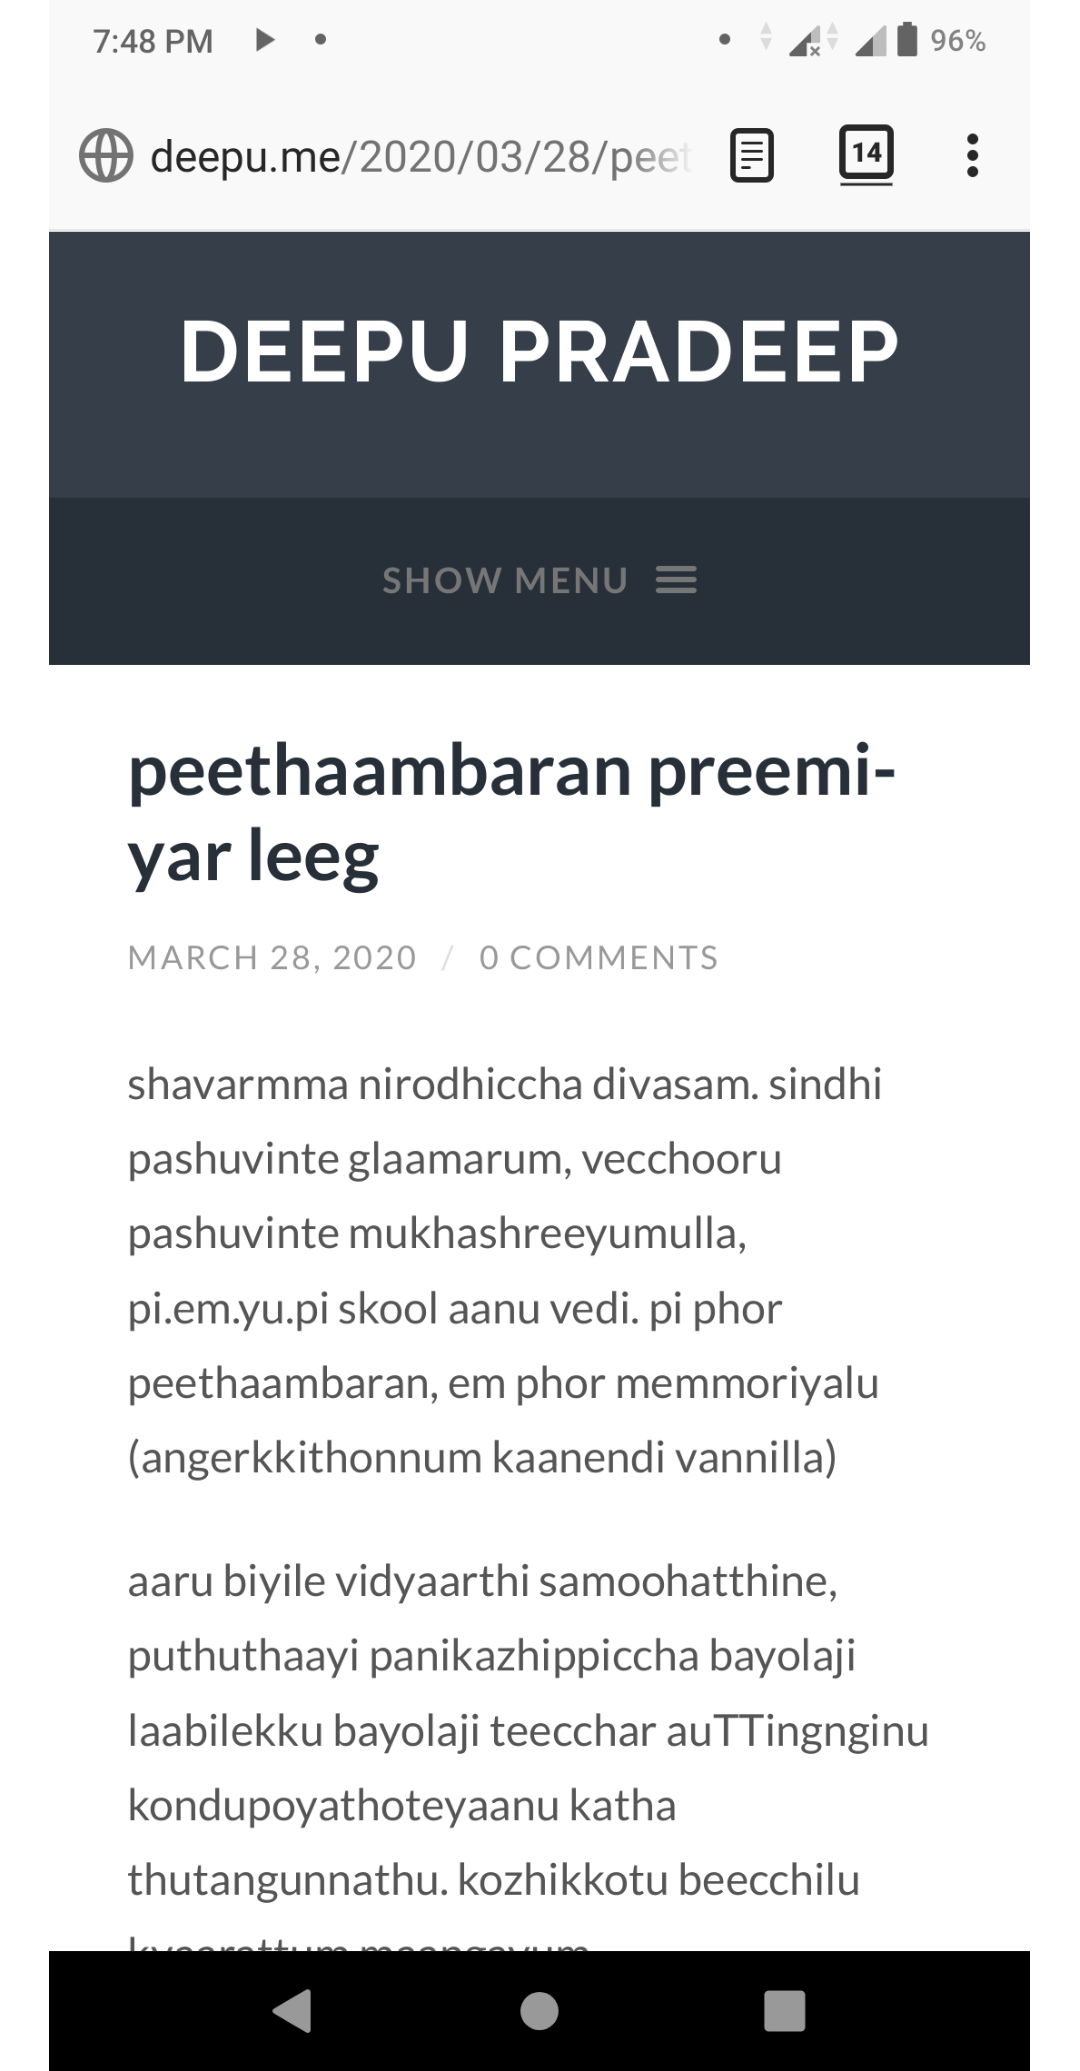 7:48 PM
96%
deepu.me/2020/03/28/peet
14
DEEPU PRADEEP
SHOW MENU
peethaambaran preemi-
yar leeg
MARCH 28, 2020 / 0 COMMENTS
shavarmma nirodhiccha divasam. sindhi
pashuvinte glaamarum, vecchooru
pashuvinte mukhashreeyumulla,
pi.em.yu.pi skool aanu vedi. pi phor
peethaambaran, em phor memmoriyalu
(angerkkithonnum kaanendi vannilla)
aaru biyile vidyaarthi samoohatthine,
puthuthaayi panikazhippiccha bayolaji
laabilekku bayolaji teecchar auTTingnginu
kondupoyathoteyaanu katha
thutangunnathu. kozhikkotu beecchilu